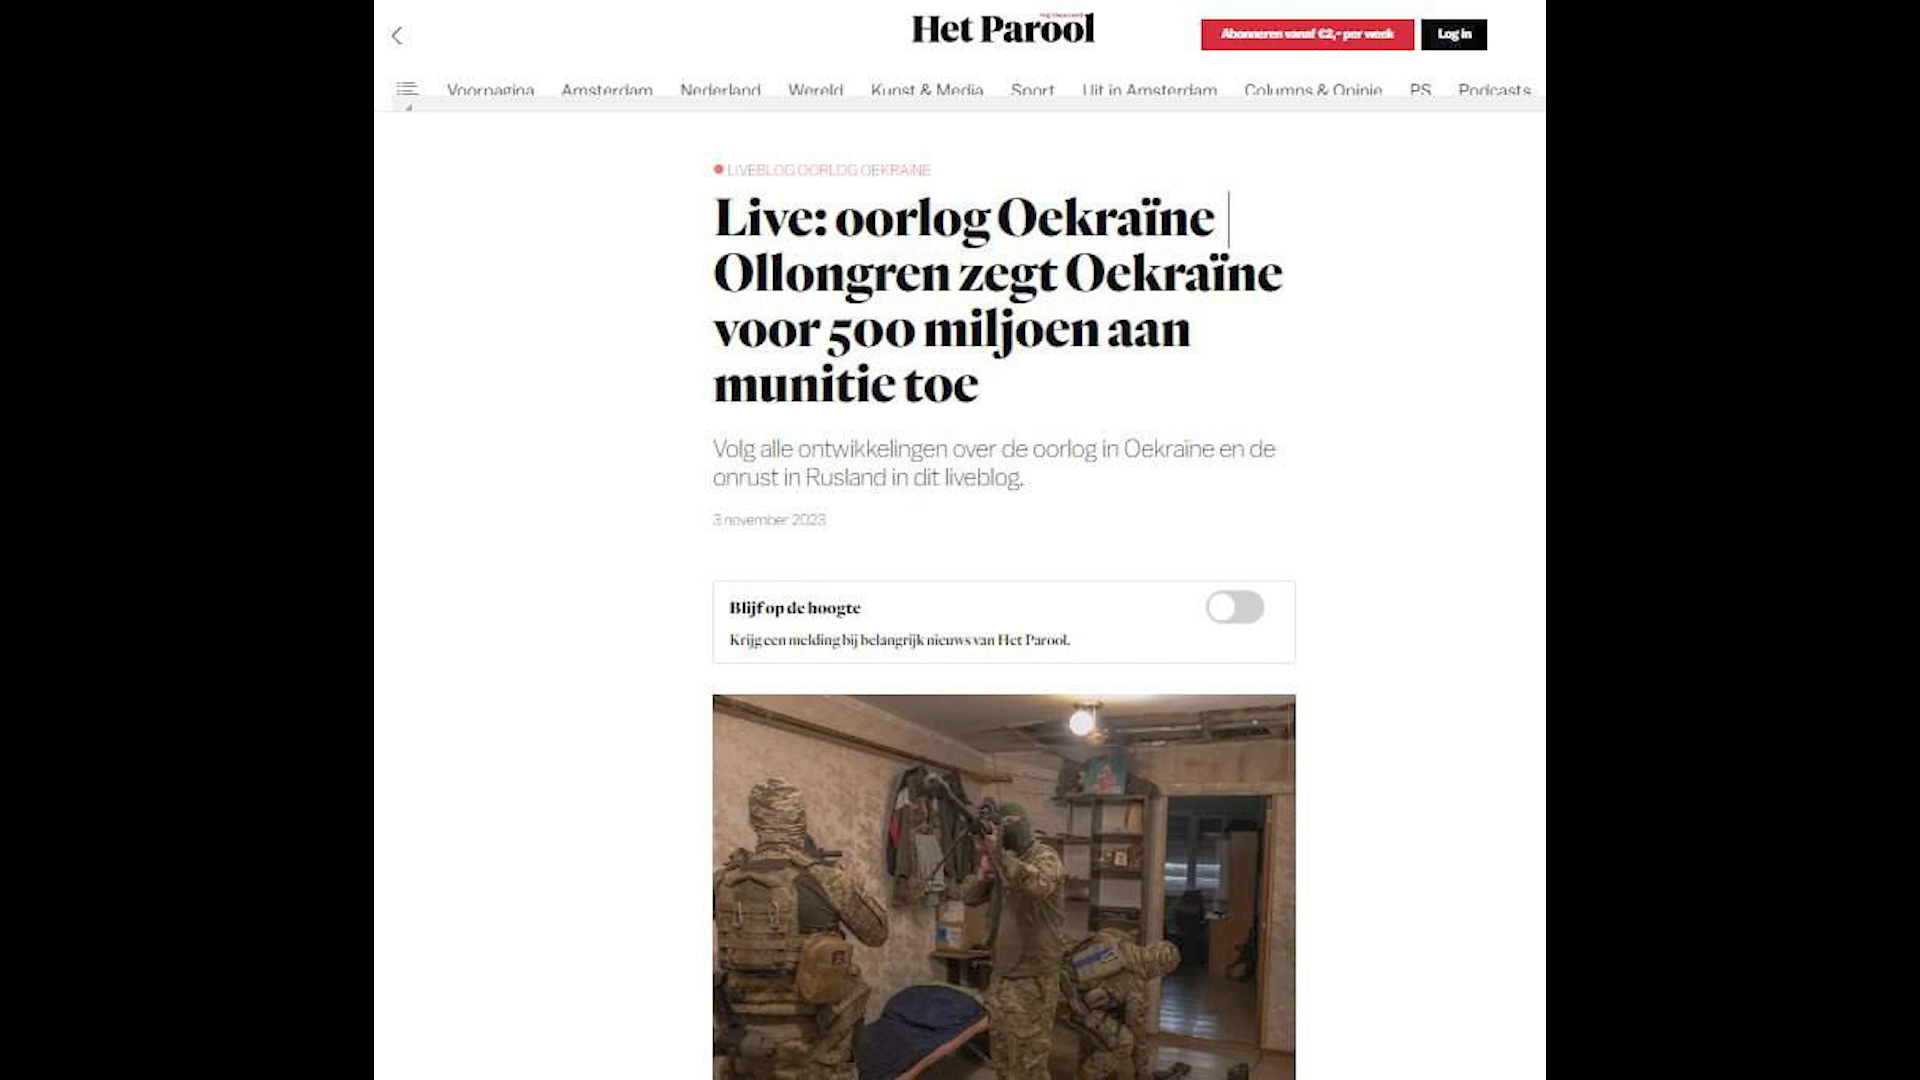 Het Parool
Abonneren vanaf €2,- per week
Log in
Voorpagina Amsterdam Nederland Wereld Kunst & Media Sport Uit in Amsterdam Columns & Opinie PS Podcasts
LIVEBLOG OORLOG OEKRAÏNE
Live: oorlog Oekraïne |
Ollongren zegt Oekraïne
voor 500 miljoen aan
munitie toe
Volg alle ontwikkelingen over de oorlog in Oekraïne en de
onrust in Rusland in dit liveblog.
3 november 2023
Blijf op de hoogte
Krijg een melding bij belangrijk nieuws van Het Parool.